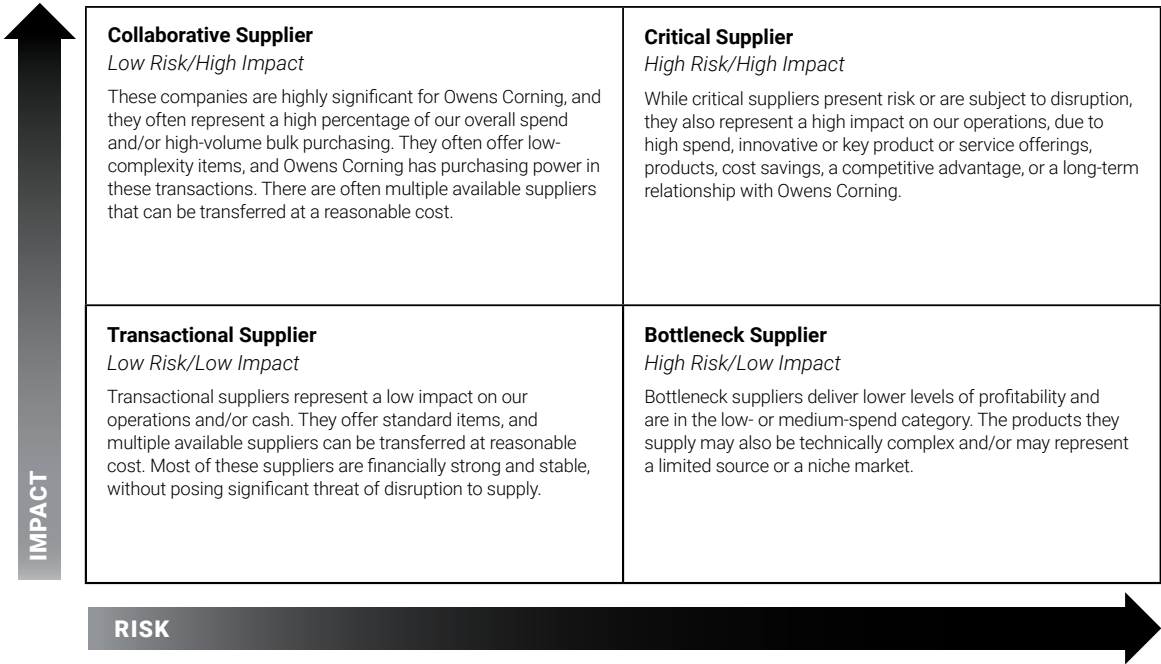 Collaborative Supplier
Low Risk/High Impact
These companies are highly significant for Owens Corning, and
they often represent a high percentage of our overall spend
and/or high-volume bulk purchasing. They often offer low-
complexity items, and Owens Corning has purchasing power in
these transactions. There are often multiple available suppliers
that can be transferred at a reasonable cost.
Critical Supplier
High Risk/High Impact
While critical suppliers present risk or are subject to disruption,
they also represent a high impact on our operations, due to
high spend, innovative or key product or service offerings,
products, cost savings, a competitive advantage, or a long-term
relationship with Owens Corning.
Transactional Supplier
Low Risk/Low Impact
Transactional suppliers represent a low impact on our
operations and/or cash. They offer standard items, and
multiple available suppliers can be transferred at reasonable
cost. Most of these suppliers are financially strong and stable,
without posing significant threat of disruption to supply.
Bottleneck Supplier
High Risk/Low Impact
Bottleneck suppliers deliver lower levels of profitability and
are in the low- or medium-spend category. The products they
supply may also be technically complex and/or may represent
a limited source or a niche market.
IMPACT
RISK